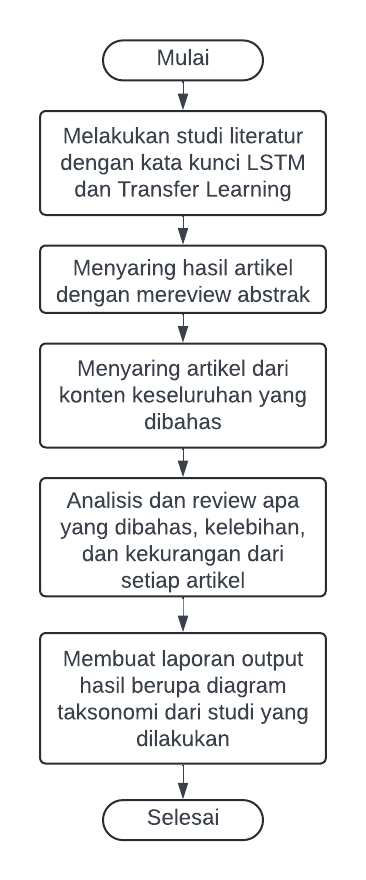 Mulai
Melakukan studi literatur
dengan kata kunci LSTM
dan Transfer Learning
Menyaring hasil artikel
dengan mereview abstrak
Menyaring artikel dari
konten keseluruhan yang
dibahas
Analisis dan review apa
yang dibahas, kelebihan,
dan kekurangan dari
setiap artikel
Membuat laporan output
hasil berupa diagram
taksonomi dari studi yang
dilakukan
Selesai